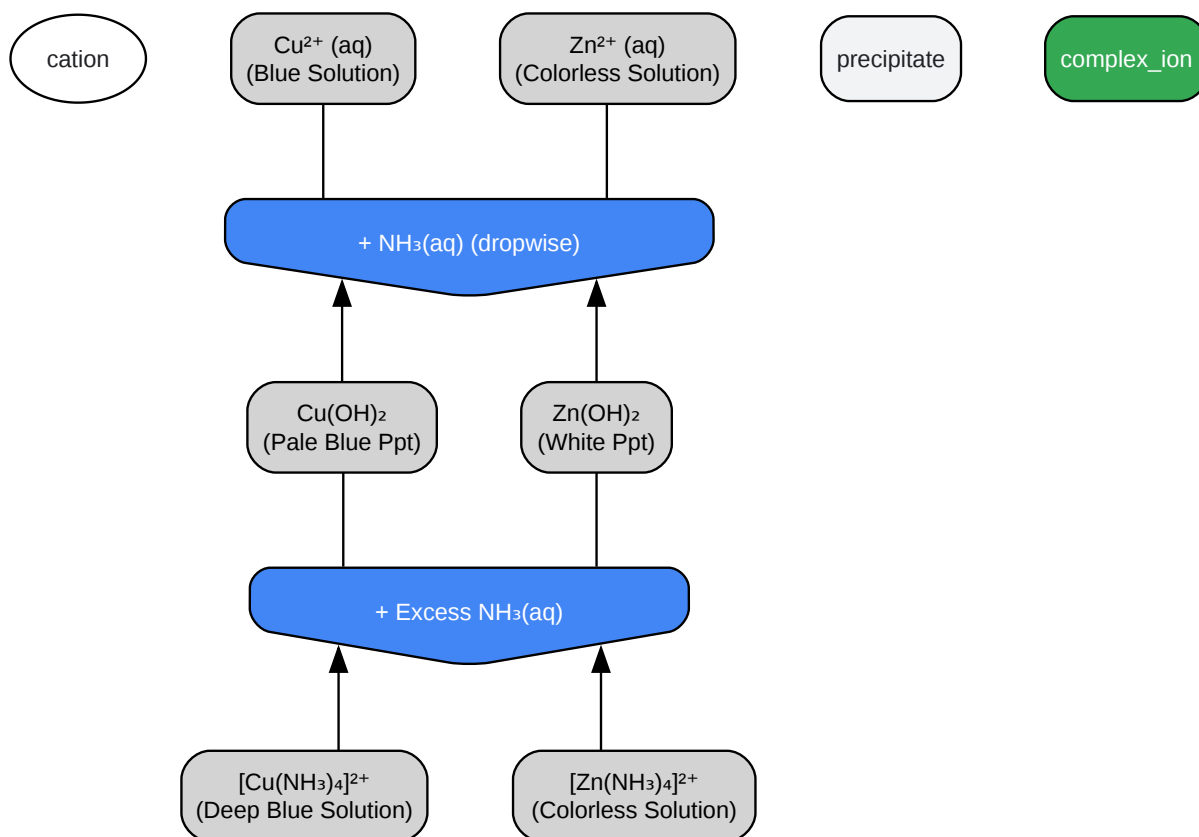 cation
Cu²⁺ (aq)
(Blue Solution)
Zn²⁺ (aq)
(Colorless Solution)
precipitate
complex_ion
+ NH₃(aq) (dropwise)
Cu(OH)₂
(Pale Blue Ppt)
Zn(OH)₂
(White Ppt)
+ Excess NH₃(aq)
[Cu(NH₃)₄]²⁺
(Deep Blue Solution)
[Zn(NH₃)₄]²⁺
(Colorless Solution)